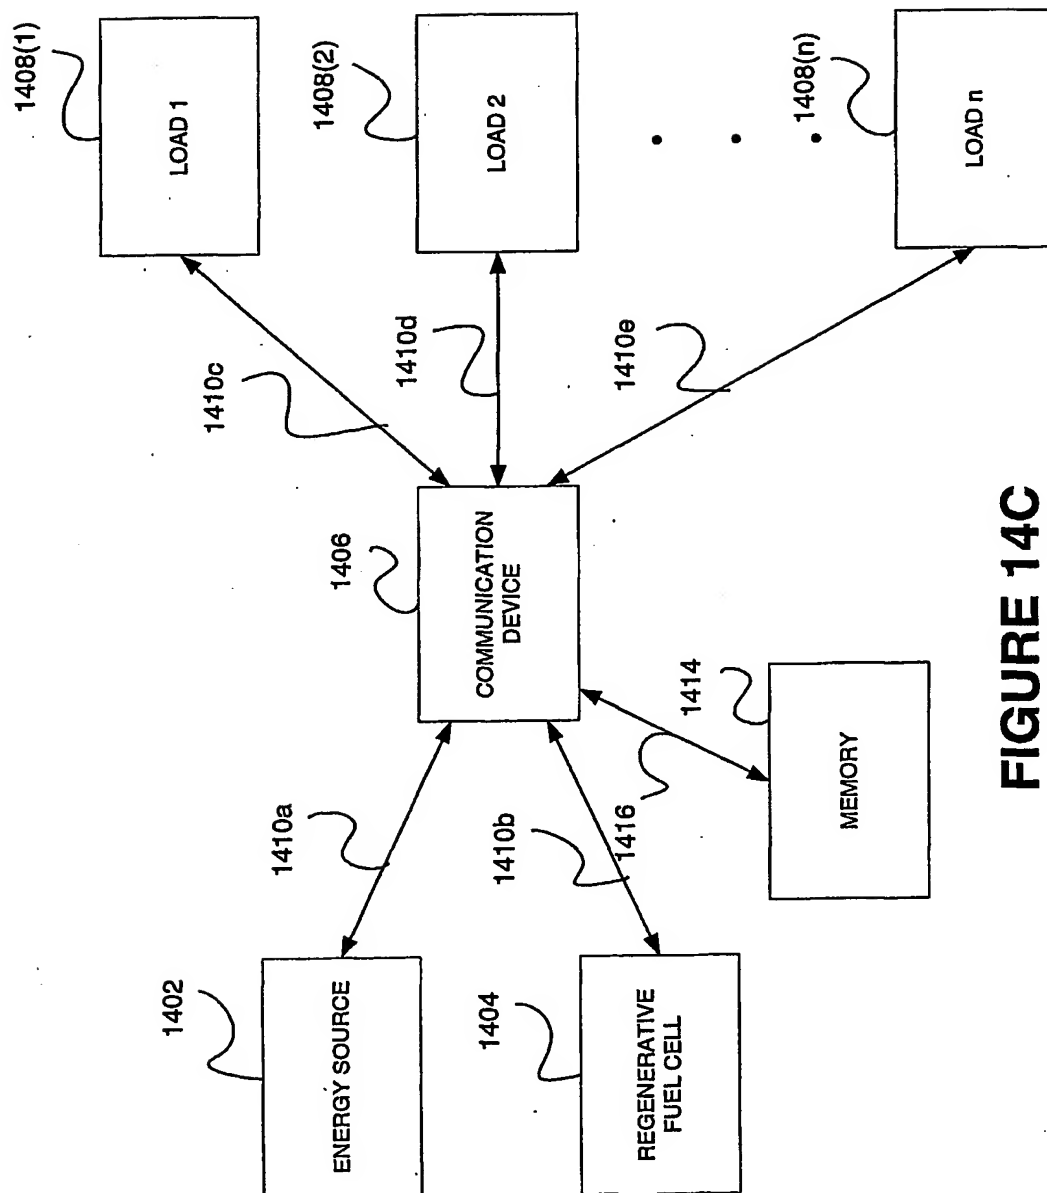 1402
ENERGY SOURCE
1404
REGENERATIVE
FUEL CELL
1410a
1410b
1416
1406
COMMUNICATION
DEVICE
1414
MEMORY
1410c
1410d
1410e
1408(1)
LOAD 1
1408(2)
LOAD 2
1408(n)
LOAD n
FIGURE 14C